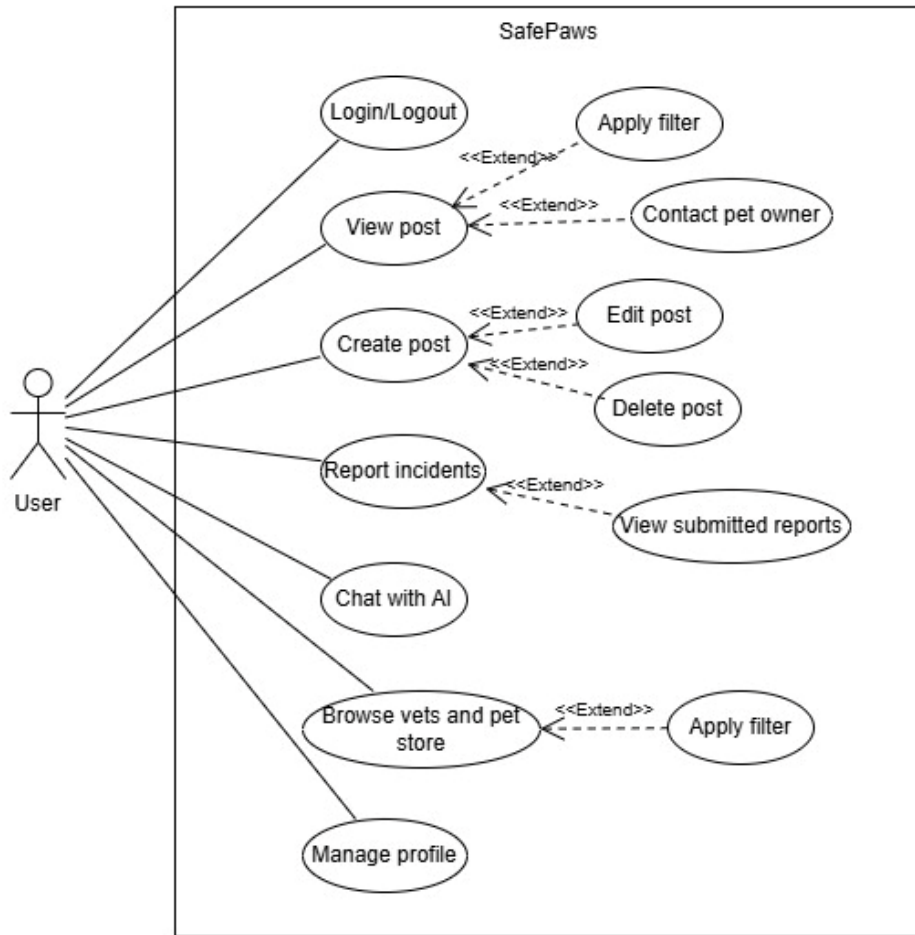 SafePaws
Login/Logout
Apply filter
<<Extend>>
View post
<<Extend>>
Contact pet owner
Create post
<<Extend>>
Edit post
<<Extend>>
Delete post
User
Report incidents
<<Extend>>
View submitted reports
Chat with AI
Browse vets and pet
store
<<Extend>>
Apply filter
Manage profile